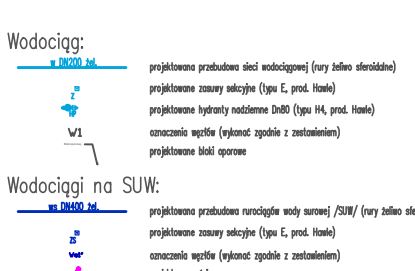 Wodociąg:
w DN200 żel. projektowana przebudowa sieci wodociągowej (rury żeliwo sferoidalne)
Z projektowane zasuwy sekcyjne (typu E, prod. Hawle)
HP projektowane hydranty nadziemne Dn80 (typu H4, prod. Hawle)
W1 oznaczenia węzłów (wykonać zgodnie z zestawieniem)
projektowane bloki oporowe
Wodociągi na SUW:
ws DN400 żel. projektowana przebudowa rurociągów wody surowej /SUW/ (rury żeliwo sfe
ZS projektowane zasuwy sekcyjne (typu E, prod. Hawle)
oznaczenia węzłów (wykonać zgodnie z zestawieniem)